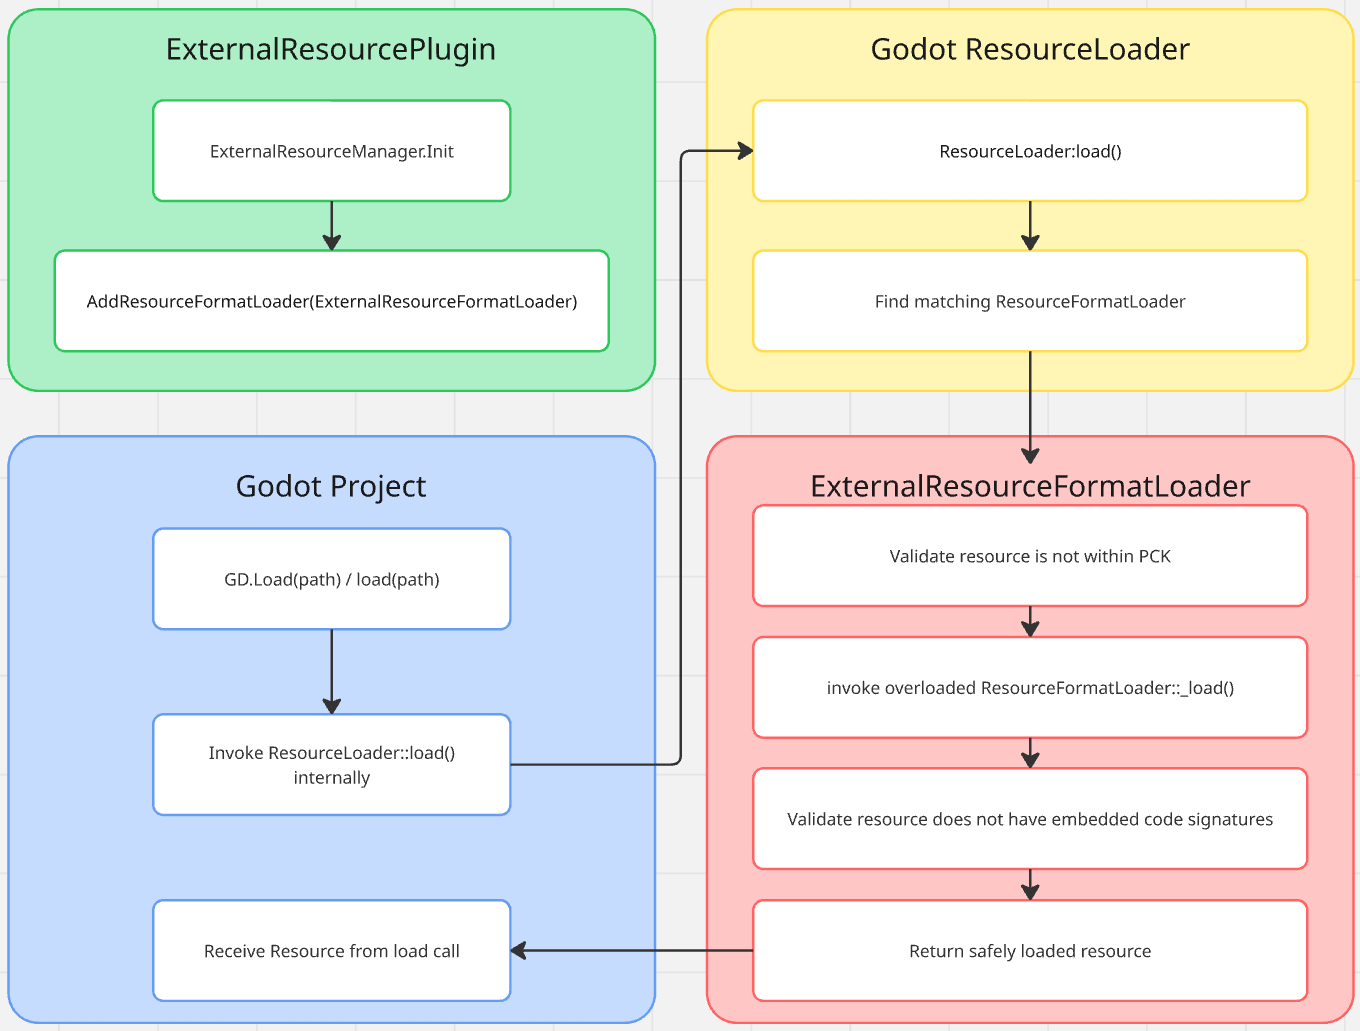 ExternalResourcePlugin
ExternalResourceManager.Init
AddResourceFormatLoader(ExternalResourceFormatLoader)
Godot ResourceLoader
ResourceLoader:load()
Find matching ResourceFormatLoader
Godot Project
GD.Load(path) / load(path)
Invoke ResourceLoader::load()
internally
Receive Resource from load call
ExternalResourceFormatLoader
Validate resource is not within PCK
invoke overloaded ResourceFormatLoader::_load()
Validate resource does not have embedded code signatures
Return safely loaded resource